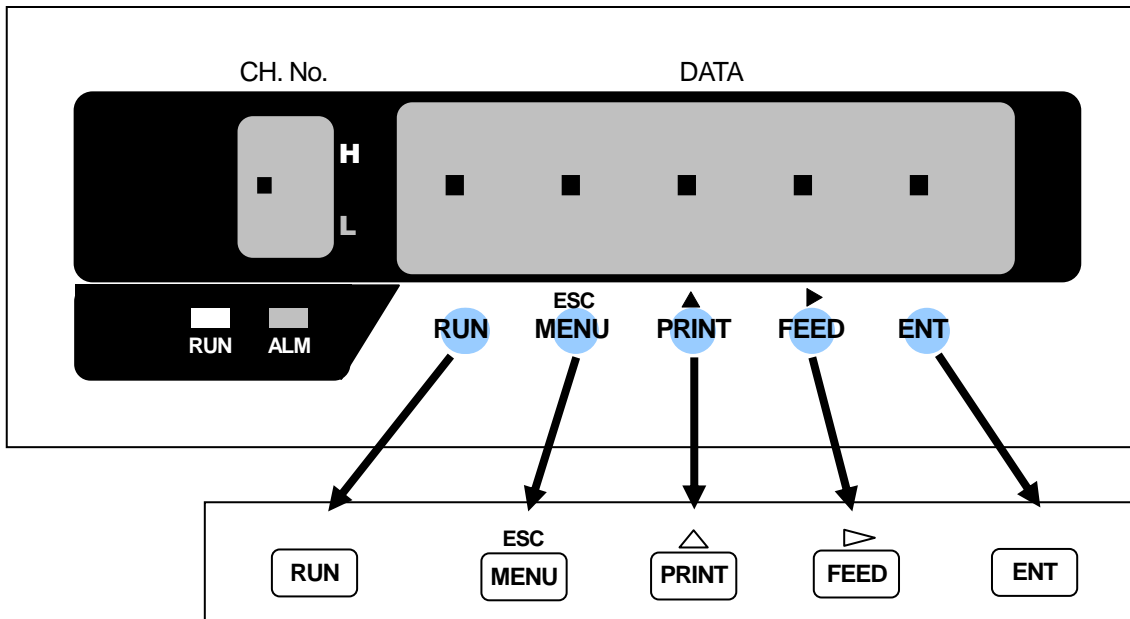 CH. No. DATA
H
L
RUN ALM
ESC
RUN MENU PRINT FEED ENT
ESC
RUN MENU PRINT FEED ENT